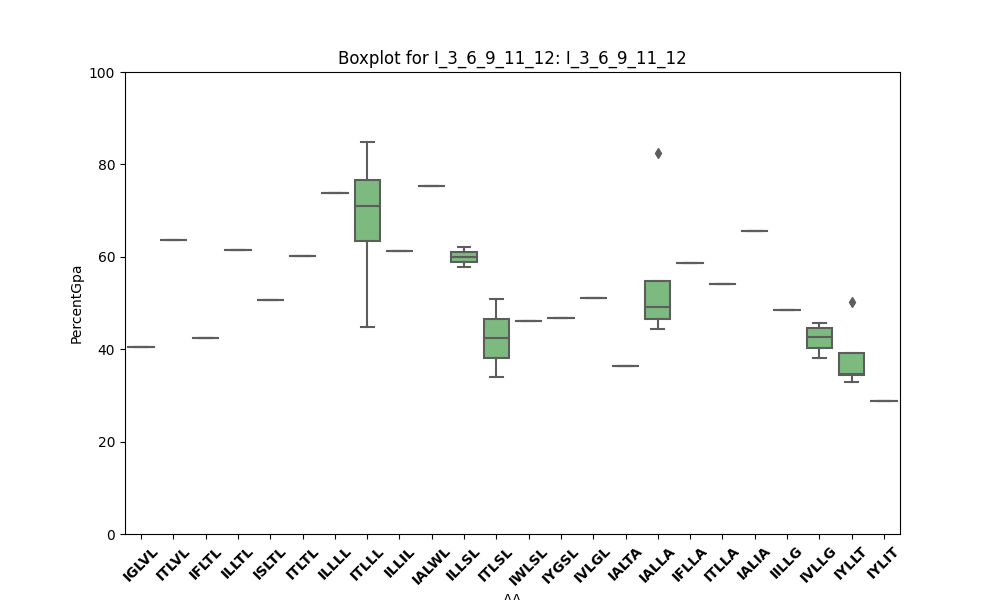 Boxplot for I_3_6_9_11_12: I_3_6_9_11_12
100
80
60
40
20
0
PercentGpa
IGLVL ITLVL IFLTL ILLTL ISLTL ITLTL ILLLL ITLLL ILLIL IALWL ILLSL ITLSL IWLSL IYGSL IVLGL IALTA IALLA IFLLA ITLLA IALIA IILLG IVLLG IYLLT IYLIT
AA